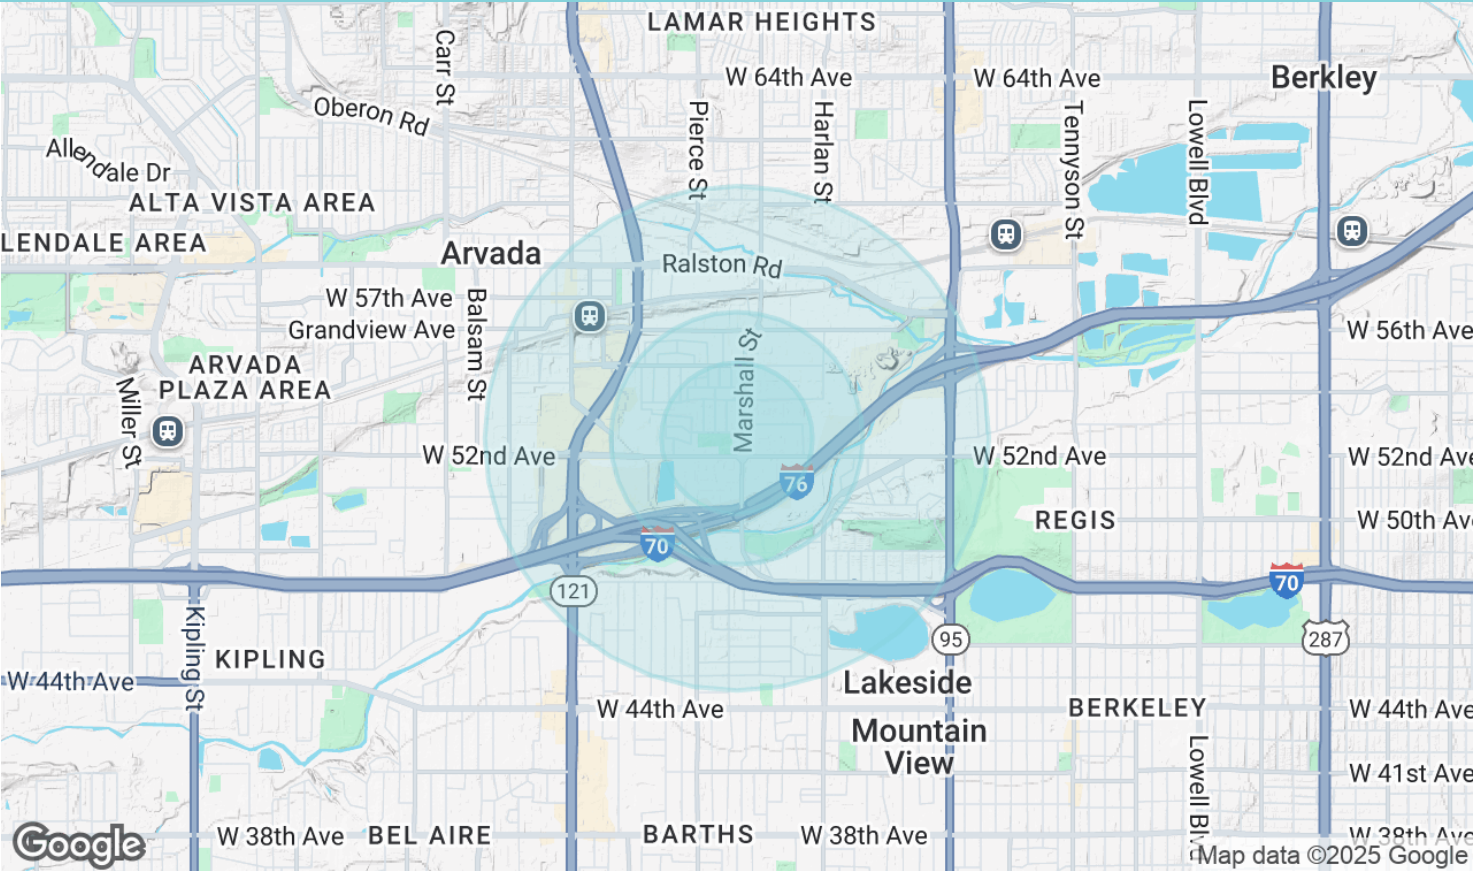 LAMAR HEIGHTS
Carr St
W 64th Ave
W 64th Ave
Berkley
Oberon Rd
Pierce St
Harlan St
Tennyson St
Lowell Blvd
Allendale Dr
ALTA VISTA AREA
LENDALE AREA
Arvada
Ralston Rd
W 57th Ave
Grandview Ave
Balsam St
W 56th Ave
Marshall St
ARVADA
PLAZA AREA
Miller St
W 52nd Ave
W 52nd Ave
W 52nd Ave
76
REGIS
W 50th Av
70
70
121
95
287
Kipling St
KIPLING
W 44th Ave
Lakeside
W 44th Ave
BERKELEY
W 44th Ave
Mountain
View
Lowell Blv
W 41st Ave
Google
W 38th Ave
BEL AIRE
BARTHS
W 38th Ave
W 38th Ave
Map data ©2025 Google